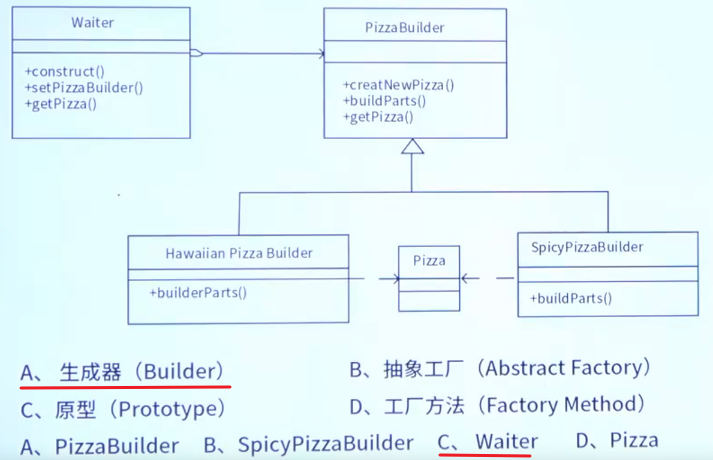 Waiter
+construct()
+setPizzaBuilder()
+getPizza()
PizzaBuilder
+creatNewPizza()
+buildParts()
+getPizza()
Hawaiian Pizza Builder
+builderParts()
Pizza
SpicyPizzaBuilder
+buildParts()
A、 生成器（Builder）
B、抽象工厂（Abstract Factory）
C、原型（Prototype）
D、工厂方法（Factory Method）
A、PizzaBuilder B、SpicyPizzaBuilder C、 Waiter D、Pizza